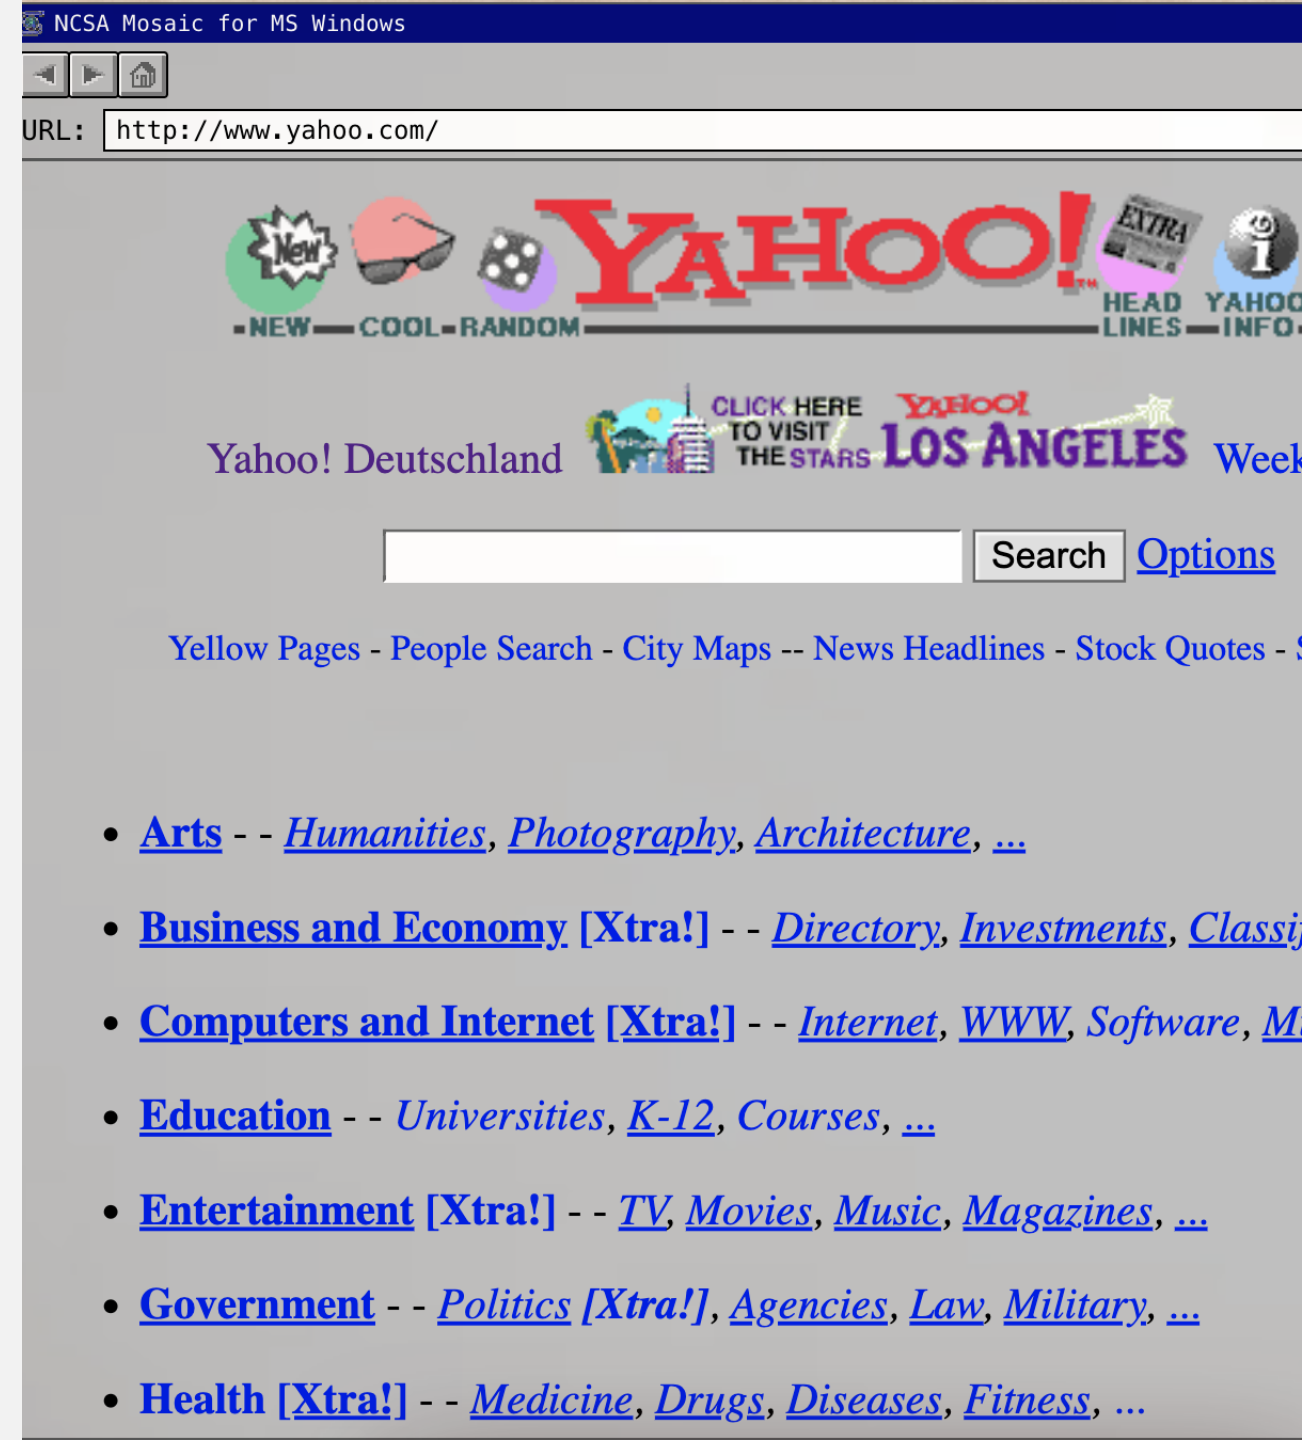 NCSA Mosaic for MS Windows
URL: http://www.yahoo.com/
New YAHOO! TM EXTRA i
NEW COOL RANDOM HEAD LINES YAHOO INFO
Yahoo! Deutschland CLICK HERE TO VISIT THE STARS YAHOO! LOS ANGELES Week
Search Options
Yellow Pages - People Search - City Maps -- News Headlines - Stock Quotes -
• Arts - - Humanities, Photography, Architecture, ...
• Business and Economy [Xtra!] - - Directory, Investments, Classif
• Computers and Internet [Xtra!] - - Internet, WWW, Software, M
• Education - - Universities, K-12, Courses, ...
• Entertainment [Xtra!] - - TV, Movies, Music, Magazines, ...
• Government - - Politics [Xtra!], Agencies, Law, Military, ...
• Health [Xtra!] - - Medicine, Drugs, Diseases, Fitness, ...